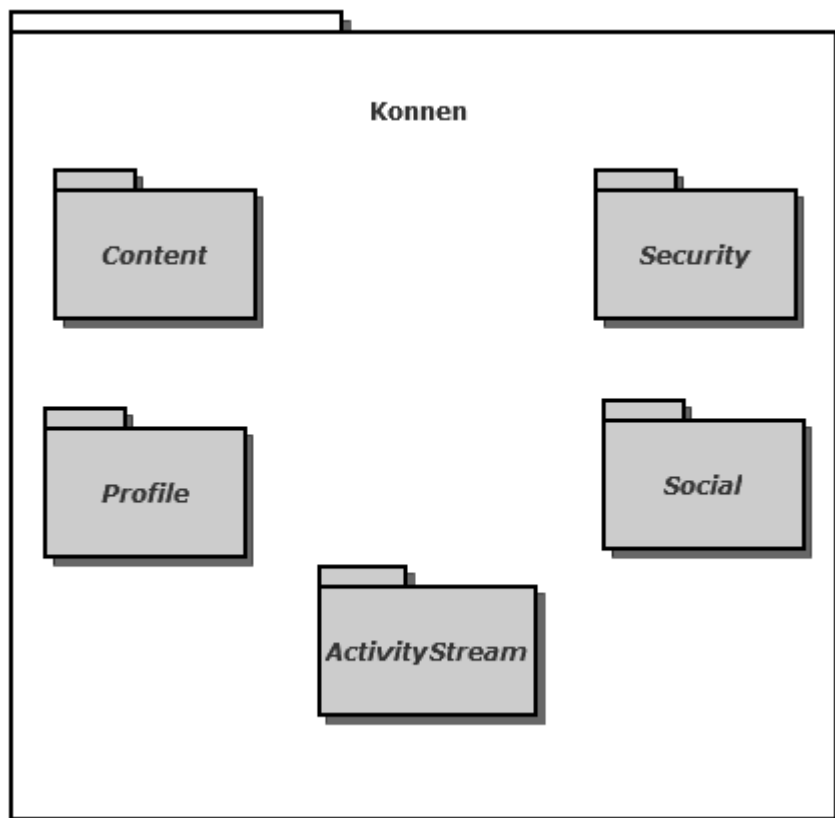 Konnen
Content
Security
Profile
Social
ActivityStream